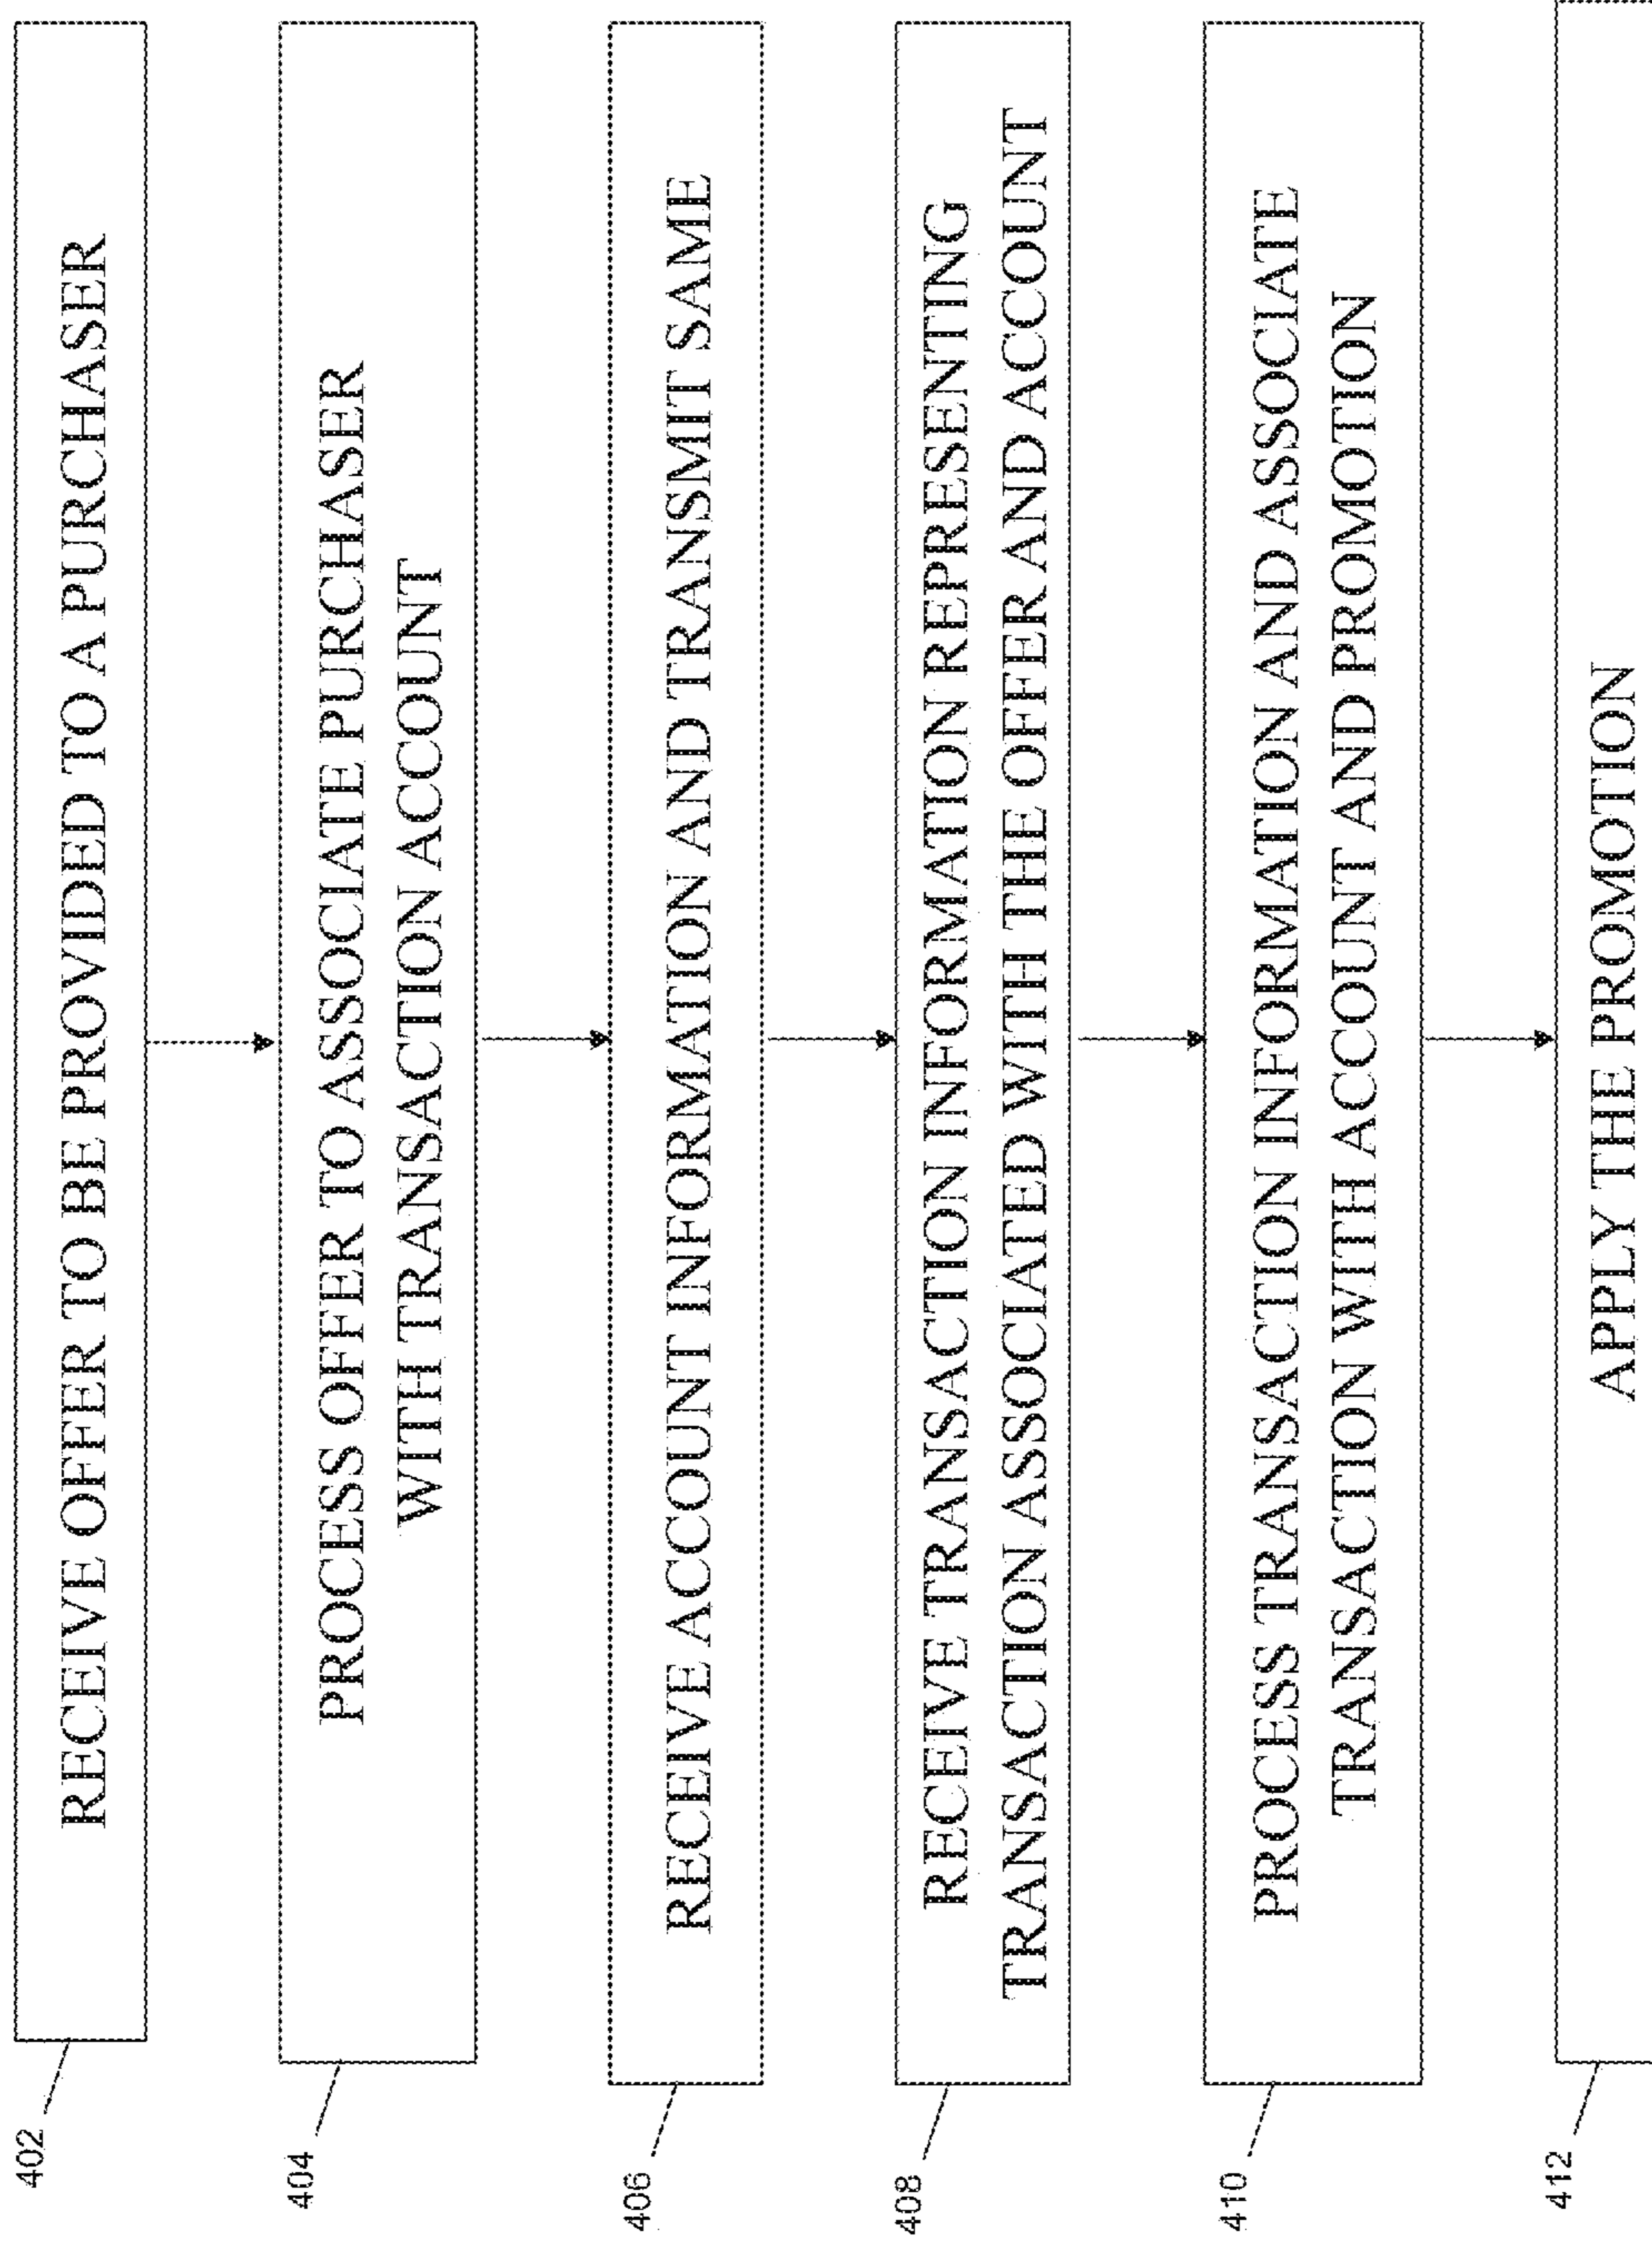 402
RECEIVE OFFER TO BE PROVIDED TO A PURCHASER
404
PROCESS OFFER TO ASSOCIATE PURCHASER
WITH TRANSACTION ACCOUNT
406
RECEIVE ACCOUNT INFORMATION AND TRANSMIT SAME
408
RECEIVE TRANSACTION INFORMATION REPRESENTING
TRANSACTION ASSOCIATED WITH THE OFFER AND ACCOUNT
410
PROCESS TRANSACTION INFORMATION AND ASSOCIATE
TRANSACTION WITH ACCOUNT AND PROMOTION
412
APPLY THE PROMOTION